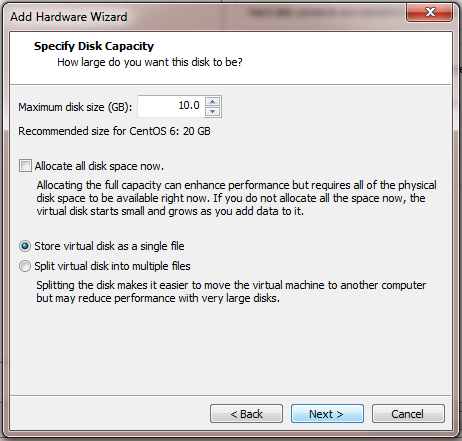 Add Hardware Wizard
Specify Disk Capacity
How large do you want this disk to be?
Maximum disk size (GB): 10.0
Recommended size for CentOS 6: 20 GB
Allocate all disk space now.
Allocating the full capacity can enhance performance but requires all of the physical
disk space to be available right now. If you do not allocate all the space now, the
virtual disk starts small and grows as you add data to it.
Store virtual disk as a single file
Split virtual disk into multiple files
Splitting the disk makes it easier to move the virtual machine to another computer
but may reduce performance with very large disks.
< Back Next > Cancel